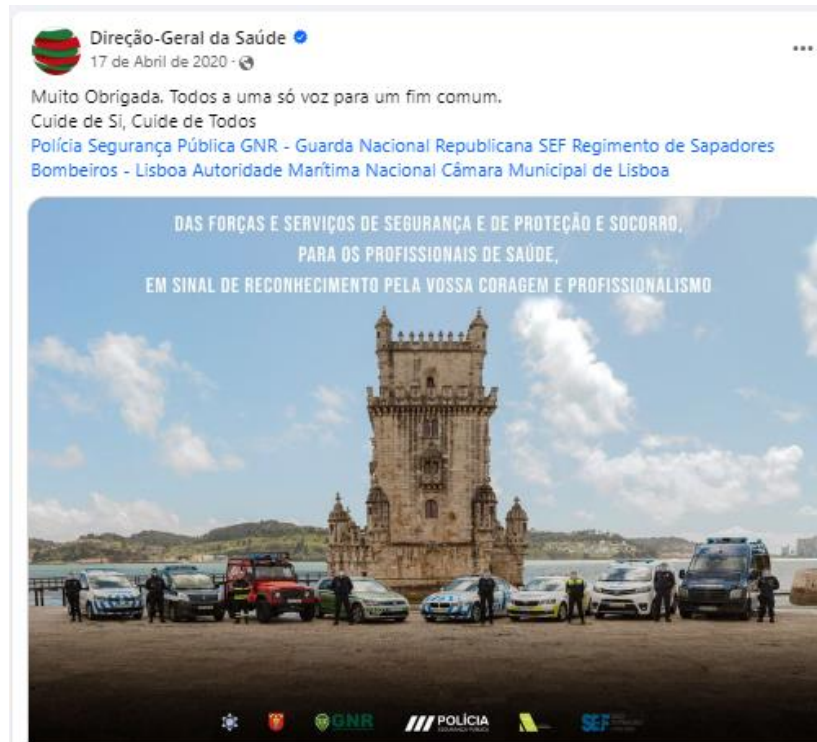 Direção-Geral da Saúde
17 de Abril de 2020 ·
Muito Obrigada. Todos a uma só voz para um fim comum.
Cuide de Si, Cuide de Todos
Polícia Segurança Pública GNR - Guarda Nacional Republicana SEF Regimento de Sapadores
Bombeiros - Lisboa Autoridade Marítima Nacional Câmara Municipal de Lisboa
DAS FORÇAS E SERVIÇOS DE SEGURANÇA E DE PROTEÇÃO E SOCORRO,
PARA OS PROFISSIONAIS DE SAÚDE,
EM SINAL DE RECONHECIMENTO PELA VOSSA CORAGEM E PROFISSIONALISMO
GNR POLÍCIA SEF
SEGURANÇA PÚBLICA